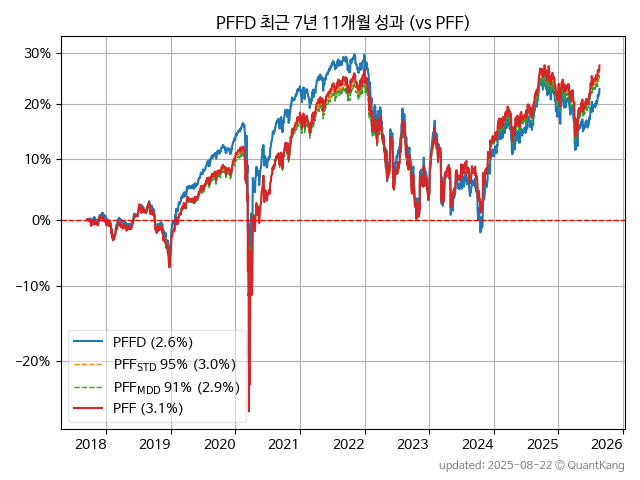 PFFD 최근 7년 11개월 성과 (vs PFF)
30%
20%
10%
0%
−10%
−20%
PFFD (2.6%)
PFF_STD 95% (3.0%)
PFF_MDD 91% (2.9%)
PFF (3.1%)
2018 2019 2020 2021 2022 2023 2024 2025 2026
updated: 2025-08-22 © QuantKang